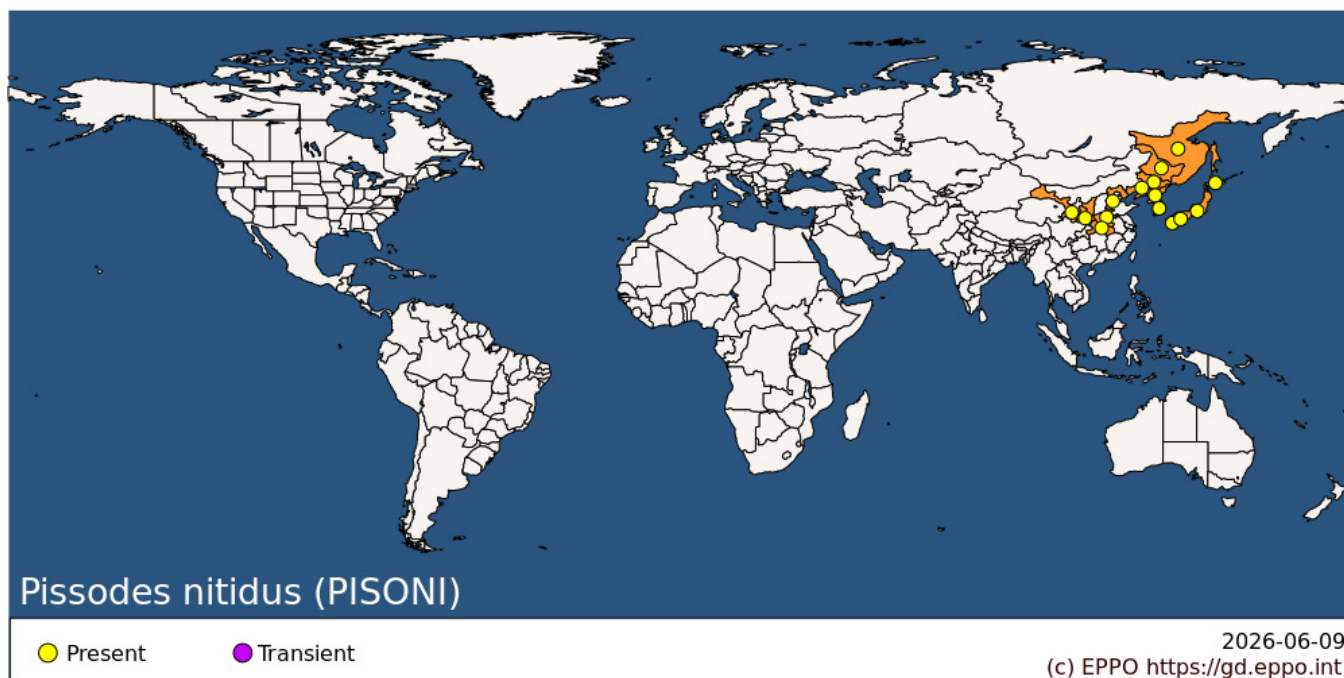 Pissodes nitidus (PISONI)
Present
Transient
2026-06-09
(c) EPPO https://gd.eppo.int